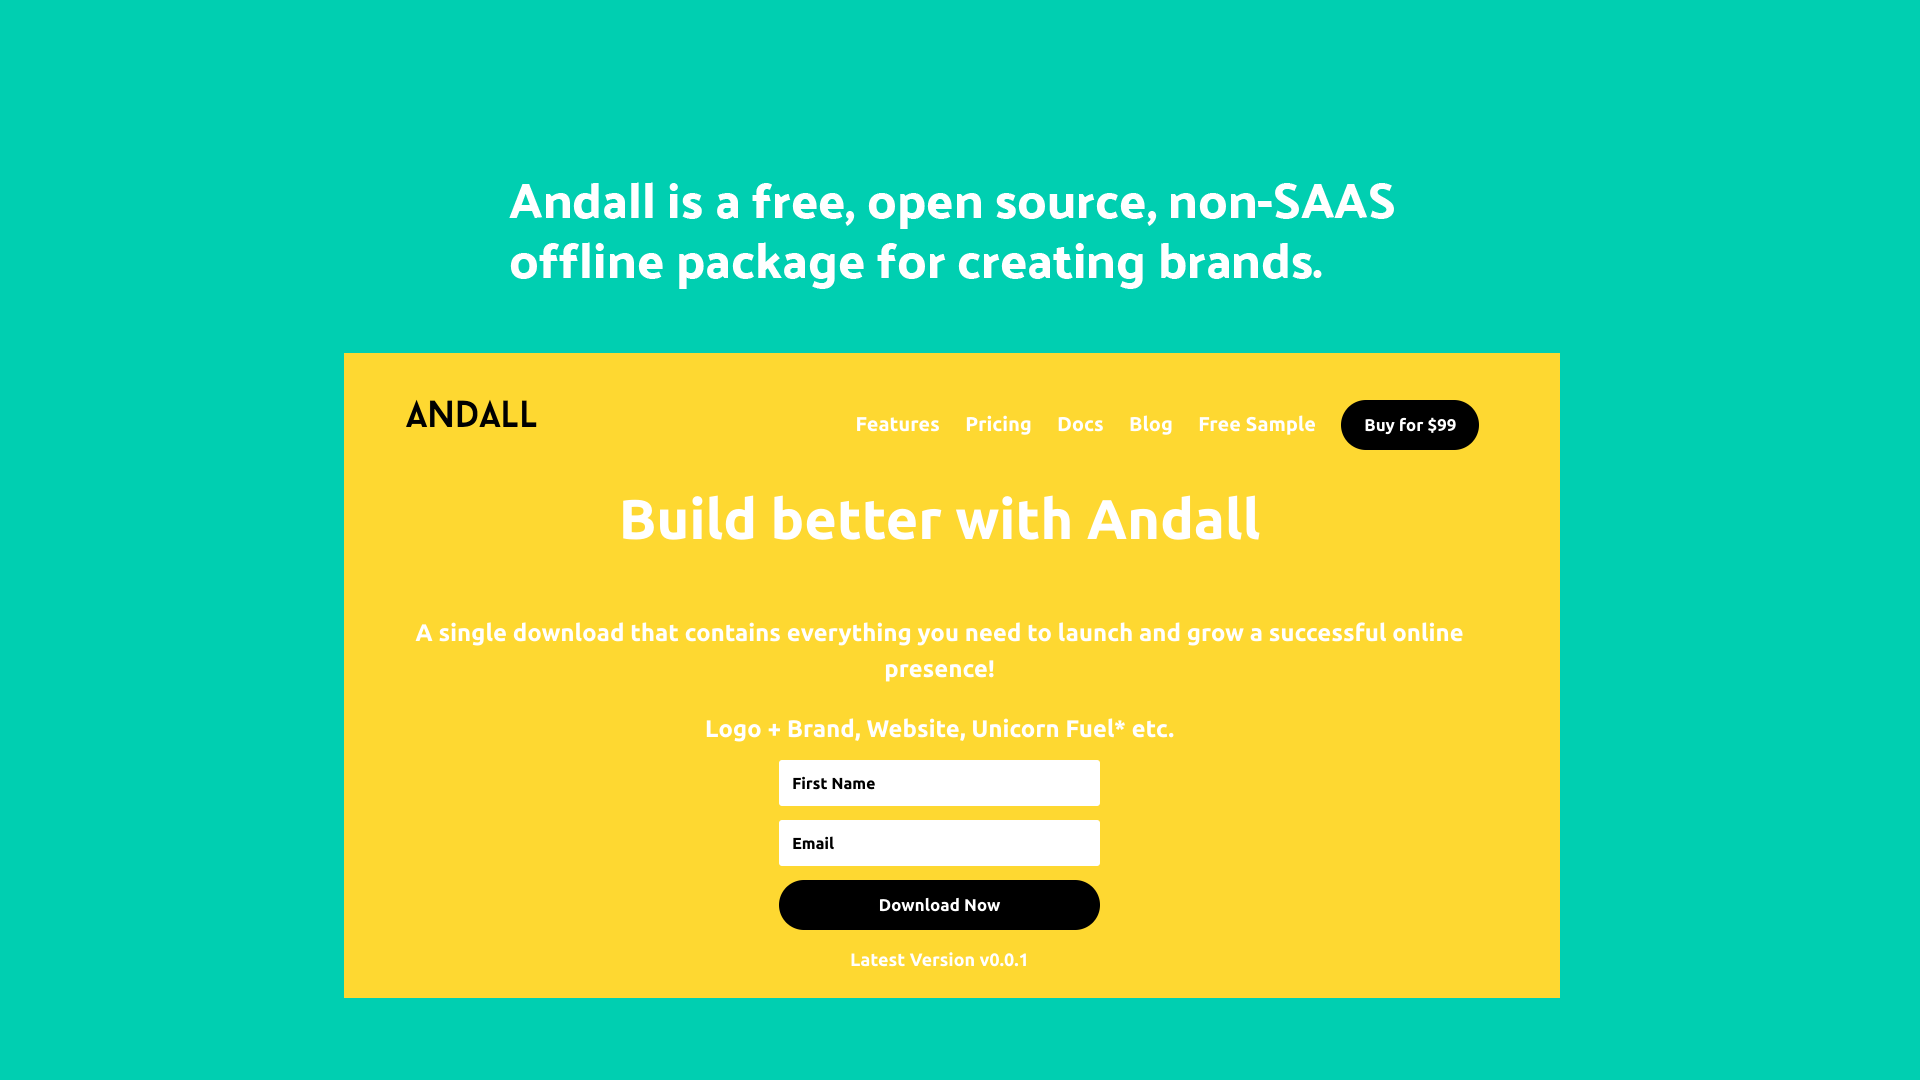 Andall is a free, open source, non-SAAS
offline package for creating brands.
ANDALL
Features Pricing Docs Blog Free Sample Buy for $99
Build better with Andall
A single download that contains everything you need to launch and grow a successful online
presence!
Logo + Brand, Website, Unicorn Fuel* etc.
First Name
Email
Download Now
Latest Version v0.0.1